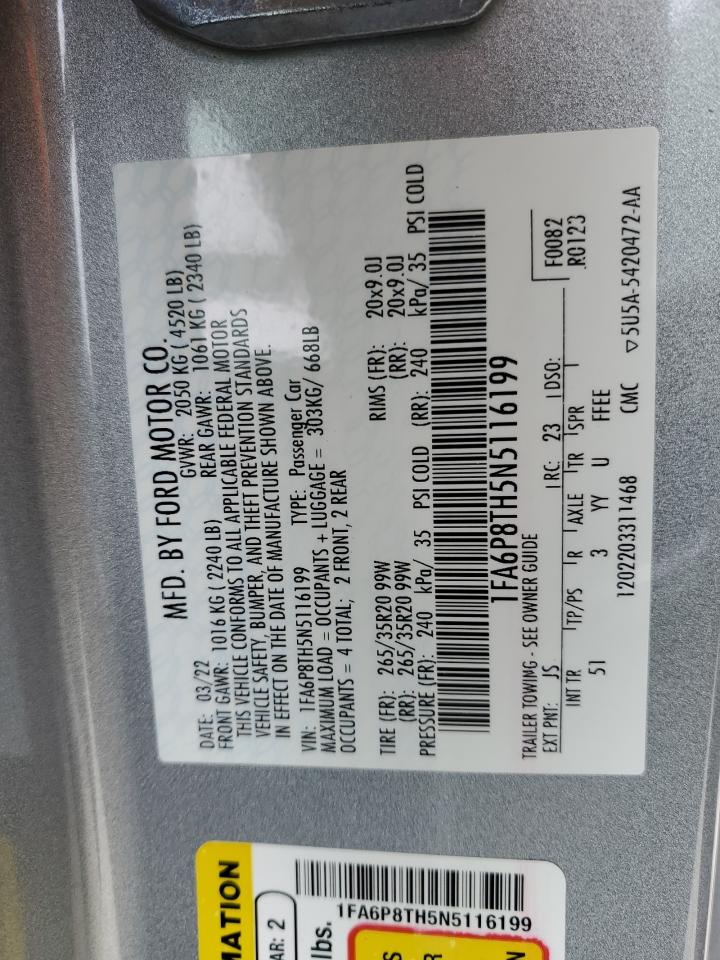 MFD. BY FORD MOTOR CO.
DATE: 03/22 GVWR: 2050 KG ( 4520 LB)
FRONT GAWR: 1016 KG ( 2240 LB) REAR GAWR: 1061 KG ( 2340 LB)
THIS VEHICLE CONFORMS TO ALL APPLICABLE FEDERAL MOTOR
VEHICLE SAFETY, BUMPER, AND THEFT PREVENTION STANDARDS
IN EFFECT ON THE DATE OF MANUFACTURE SHOWN ABOVE.
VIN: 1FA6P8TH5N5116199 TYPE: Passenger Car
MAXIMUM LOAD = OCCUPANTS + LUGGAGE = 303KG/ 668LB
OCCUPANTS = 4 TOTAL; 2 FRONT, 2 REAR
TIRE (FR): 265/35R20 99W RIMS (FR): 20x9.0J
(RR): 265/35R20 99W (RR): 20x9.0J
PRESSURE (FR): 240 kPa/ 35 PSI COLD (RR): 240 kPa/ 35 PSI COLD
1FA6P8TH5N5116199
TRAILER TOWING - SEE OWNER GUIDE
EXT PNT: JS RC: 23 DSO: F0082
INT TR TP/PS R AXLE TR SPR R0123
51 3 YY U FFEE
1202203311468 CMC ▽5U5A-5420472-AA
MATION
AR: 2
lbs.
1FA6P8TH5N5116199
S
R
N